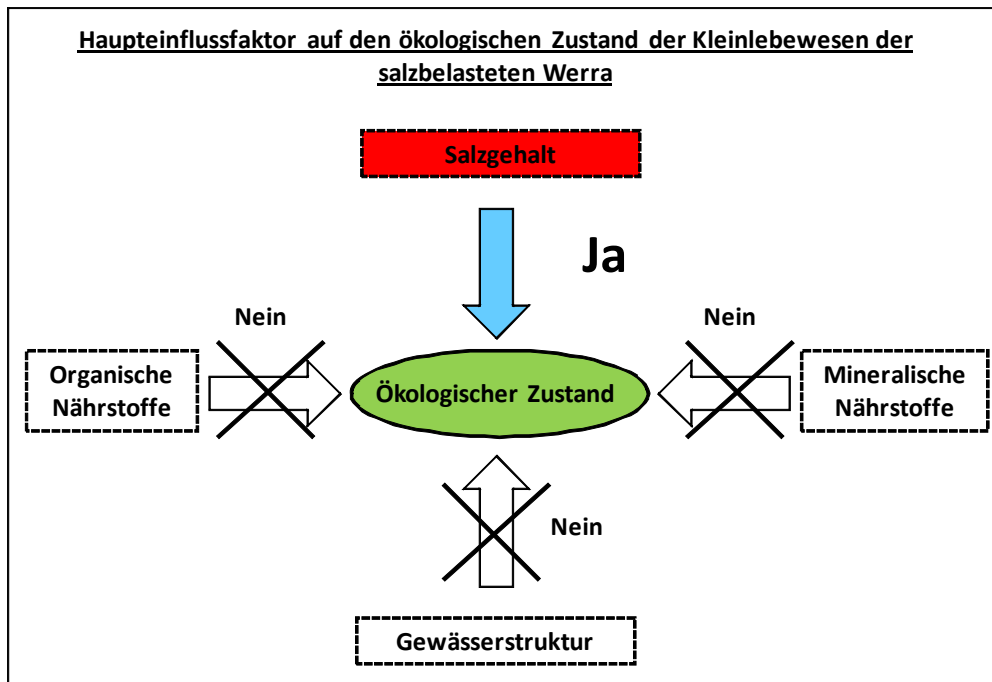 Haupteinflussfaktor auf den ökologischen Zustand der Kleinlebewesen der
salzbelasteten Werra
Salzgehalt
Ja
Nein
Nein
Organische
Nährstoffe
Ökologischer Zustand
Mineralische
Nährstoffe
Nein
Gewässerstruktur